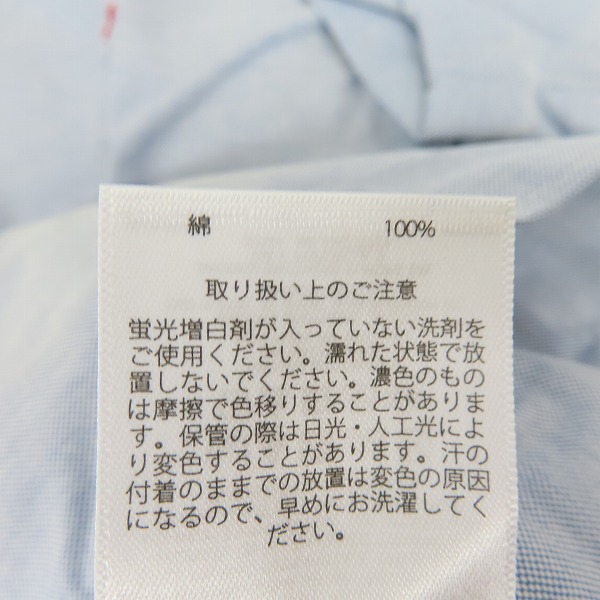 綿 100%
取り扱い上のご注意
蛍光増白剤が入っていない洗剤を
ご使用ください。濡れた状態で放
置しないでください。濃色のもの
は摩擦で色移りすることがありま
す。保管の際は日光・人工光によ
り変色することがあります。汗の
付着のままでの放置は変色の原因
になるので、早めにお洗濯してく
ださい。